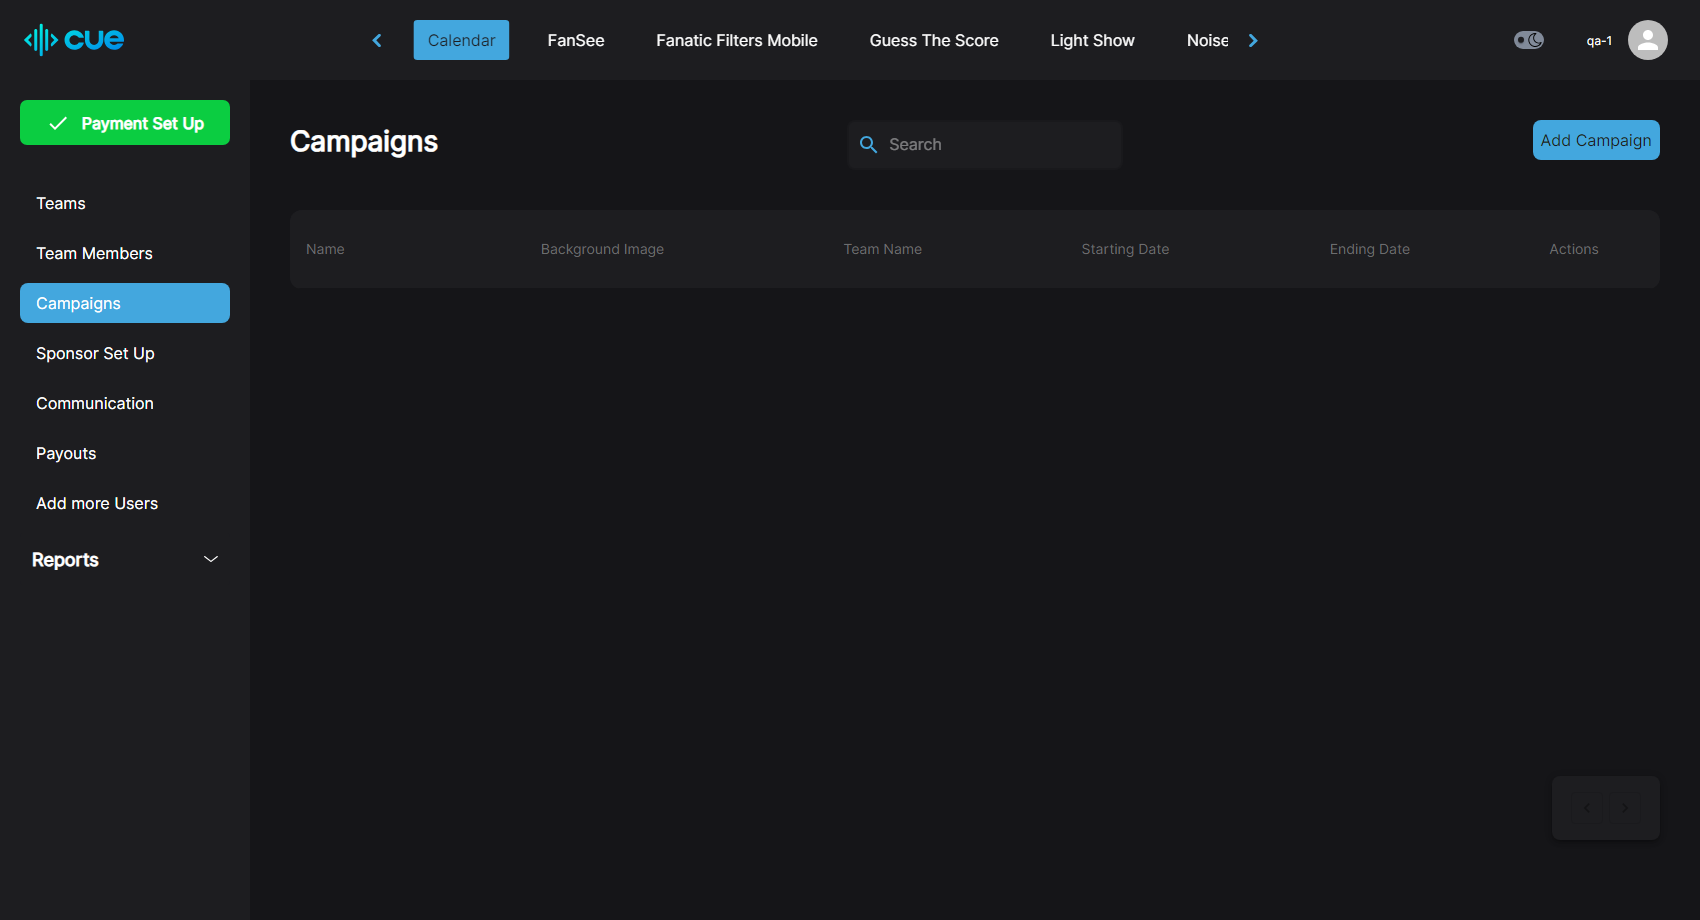 cue
Calendar
FanSee
Fanatic Filters Mobile
Guess The Score
Light Show
Noise
qa-1
Payment Set Up
Teams
Team Members
Campaigns
Sponsor Set Up
Communication
Payouts
Add more Users
Reports
Campaigns
Search
Add Campaign
Name
Background Image
Team Name
Starting Date
Ending Date
Actions